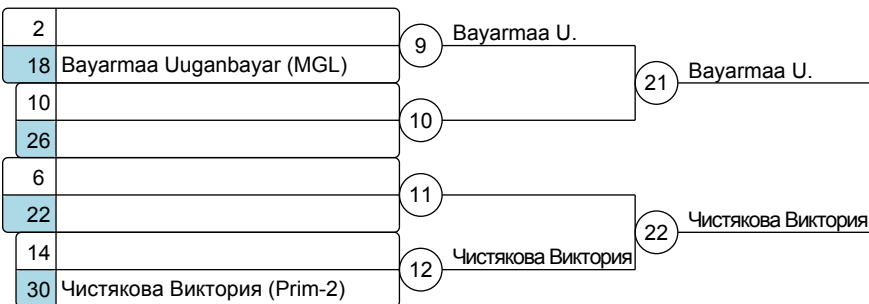 2
9
Bayarmaa U.
18 Bayarmaa Uuganbayar (MGL)
21
Bayarmaa U.
10
10
26
6
11
22
22
Чистякова Виктория
14
12
Чистякова Виктория
30 Чистякова Виктория (Prim-2)